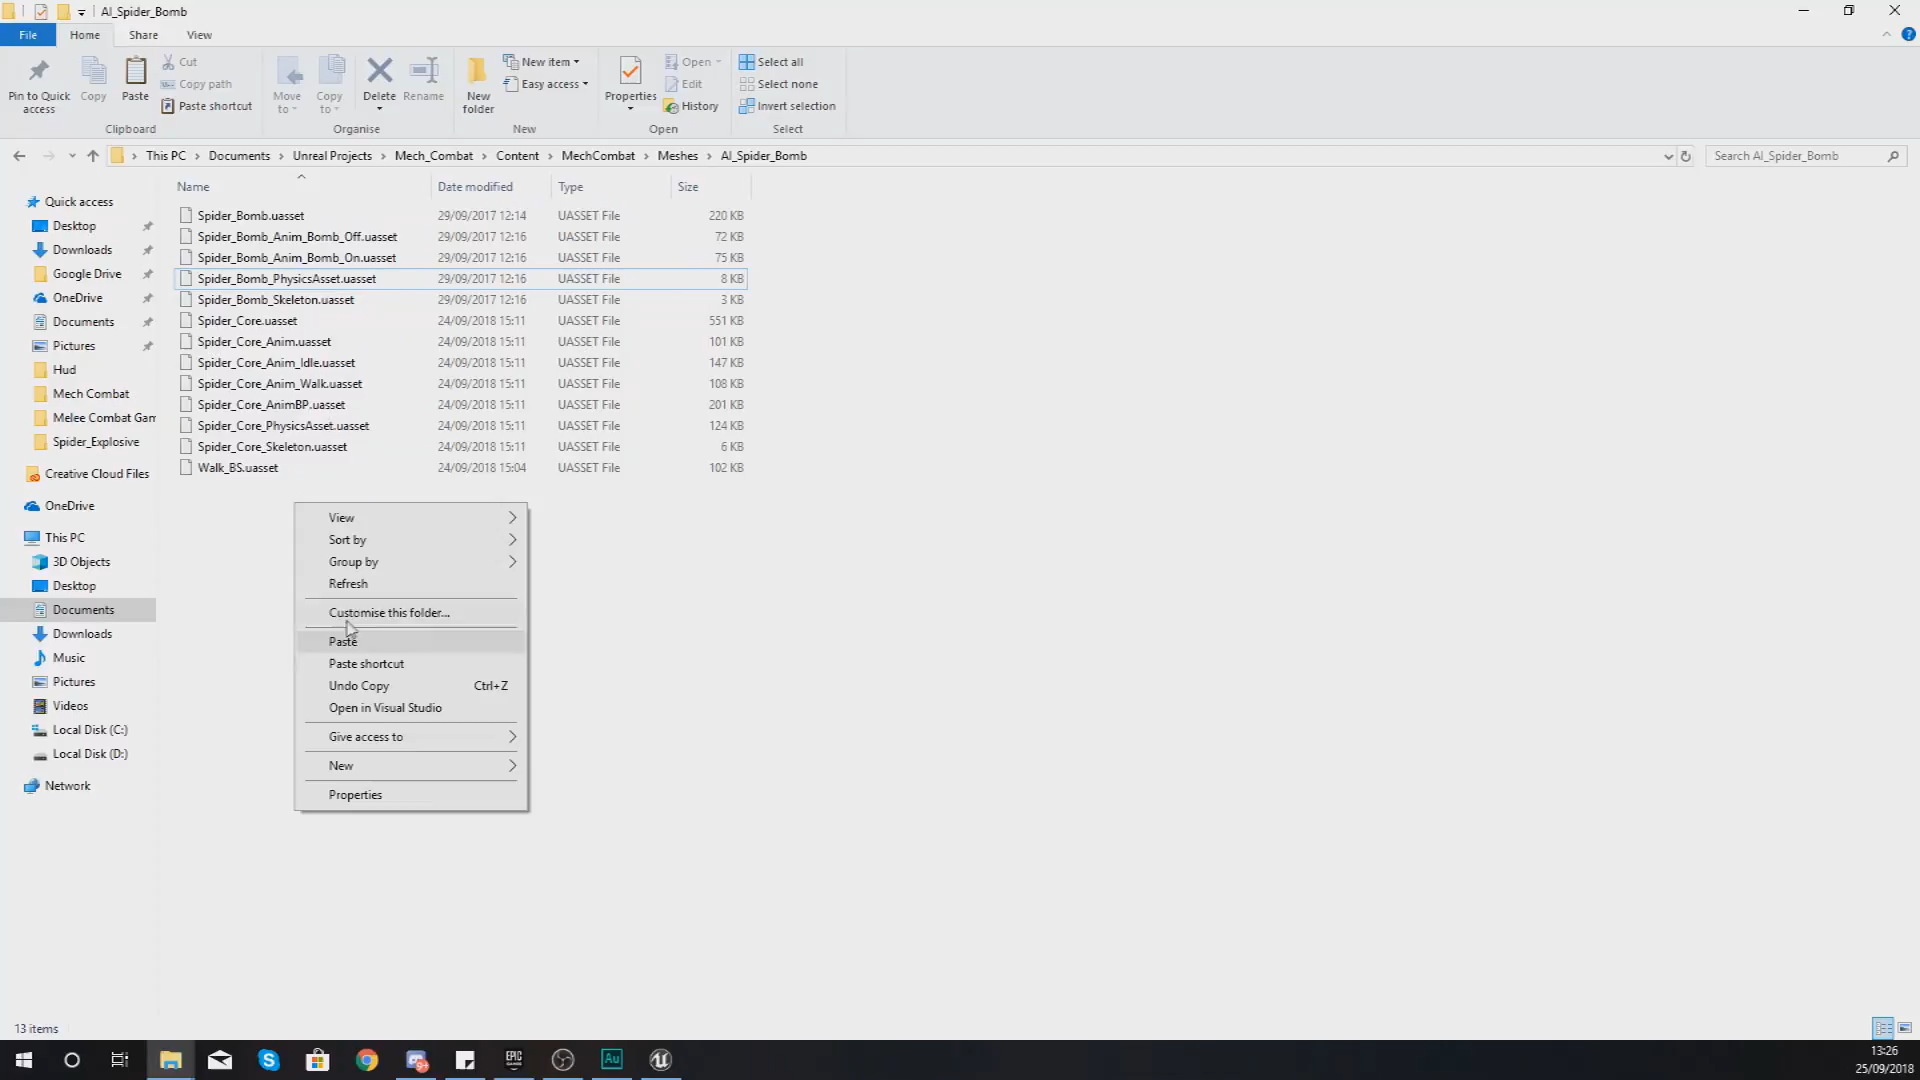 AI_Spider_Bomb
File Home Share View
Pin to Quick access
Copy
Paste
Cut
Copy path
Paste shortcut
Clipboard
Move to
Copy to
Delete
Rename
Organise
New folder
New item
Easy access
New
Properties
Open
Edit
History
Open
Select all
Select none
Invert selection
Select
This PC Documents Unreal Projects Mech_Combat Content MechCombat Meshes AI_Spider_Bomb
Search AI_Spider_Bomb
Name Date modified Type Size
Spider_Bomb.uasset 29/09/2017 12:14 UASSET File 220 KB
Spider_Bomb_Anim_Bomb_Off.uasset 29/09/2017 12:16 UASSET File 72 KB
Spider_Bomb_Anim_Bomb_On.uasset 29/09/2017 12:16 UASSET File 75 KB
Spider_Bomb_PhysicsAsset.uasset 29/09/2017 12:16 UASSET File 8 KB
Spider_Bomb_Skeleton.uasset 29/09/2017 12:16 UASSET File 3 KB
Spider_Core.uasset 24/09/2018 15:11 UASSET File 551 KB
Spider_Core_Anim.uasset 24/09/2018 15:11 UASSET File 101 KB
Spider_Core_Anim_Idle.uasset 24/09/2018 15:11 UASSET File 147 KB
Spider_Core_Anim_Walk.uasset 24/09/2018 15:11 UASSET File 108 KB
Spider_Core_AnimBP.uasset 24/09/2018 15:11 UASSET File 201 KB
Spider_Core_PhysicsAsset.uasset 24/09/2018 15:11 UASSET File 124 KB
Spider_Core_Skeleton.uasset 24/09/2018 15:11 UASSET File 6 KB
Walk_BS.uasset 24/09/2018 15:04 UASSET File 102 KB
Quick access
Desktop
Downloads
Google Drive
OneDrive
Documents
Pictures
Hud
Mech Combat
Melee Combat Gam
Spider_Explosive
Creative Cloud Files
OneDrive
This PC
3D Objects
Desktop
Documents
Downloads
Music
Pictures
Videos
Local Disk (C:)
Local Disk (D:)
Network
View
Sort by
Group by
Refresh
Customise this folder...
Paste
Paste shortcut
Undo Copy Ctrl+Z
Open in Visual Studio
Give access to
New
Properties
13 items
EPIC GAMES
Au
13:26
25/09/2018